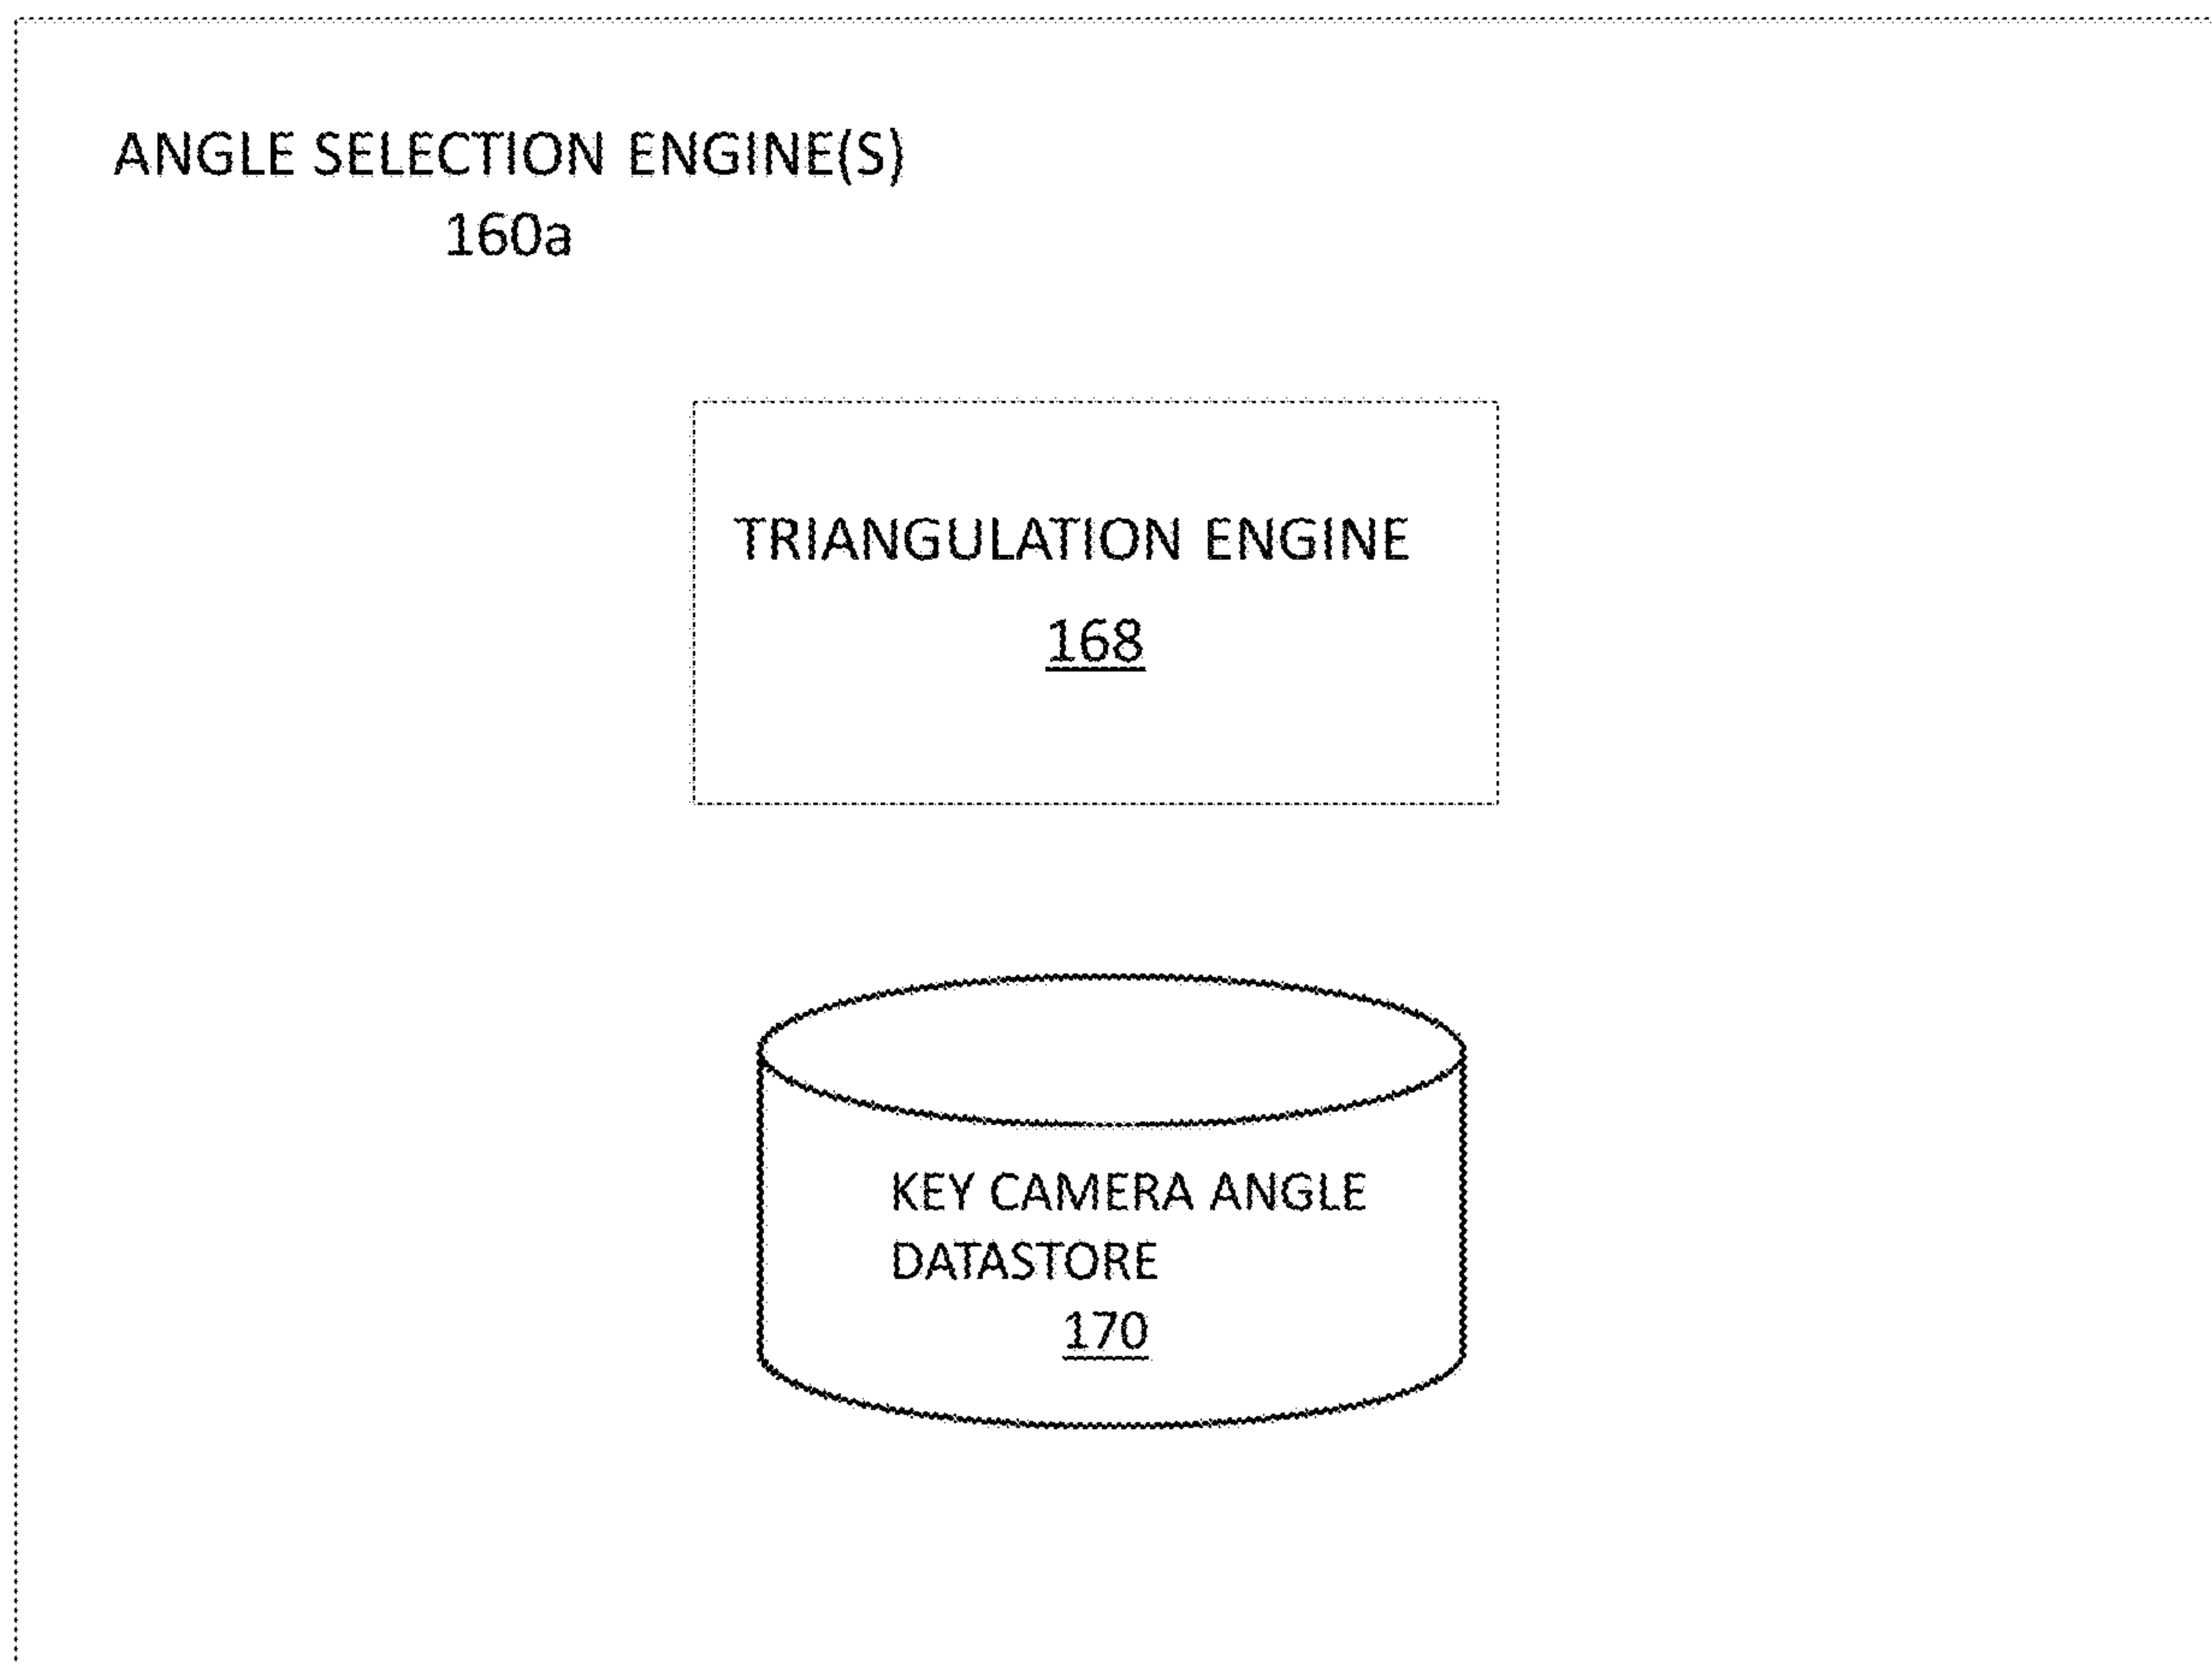 ANGLE SELECTION ENGINE(S)
160a
TRIANGULATION ENGINE
168
KEY CAMERA ANGLE
DATASTORE
170